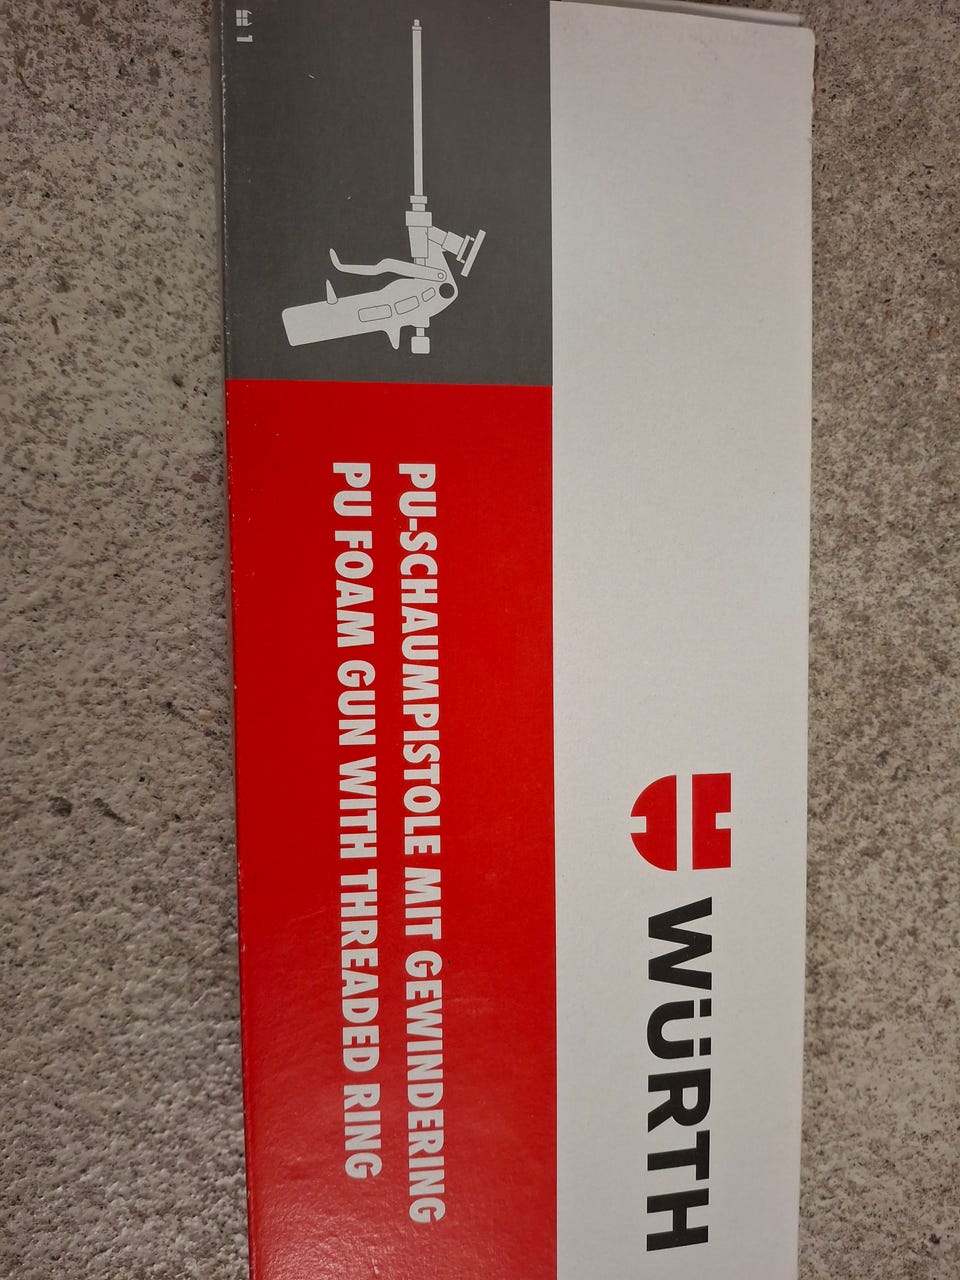 WÜRTH
PU-SCHAUMPISTOLE MIT GEWINDERING
PU FOAM GUN WITH THREADED RING